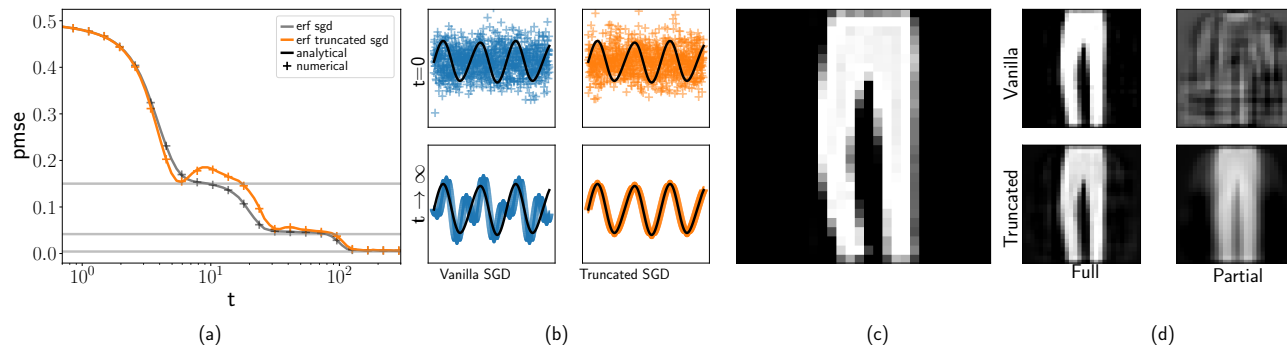 erf sgd
erf truncated sgd
analytical
numerical
0.5
0.4
0.3
0.2
0.1
0.0
pmse
10^0
10^1
10^2
t
(a)
t=0
t → ∞
Vanilla SGD
Truncated SGD
(b)
(c)
Vanilla
Truncated
Full
Partial
(d)